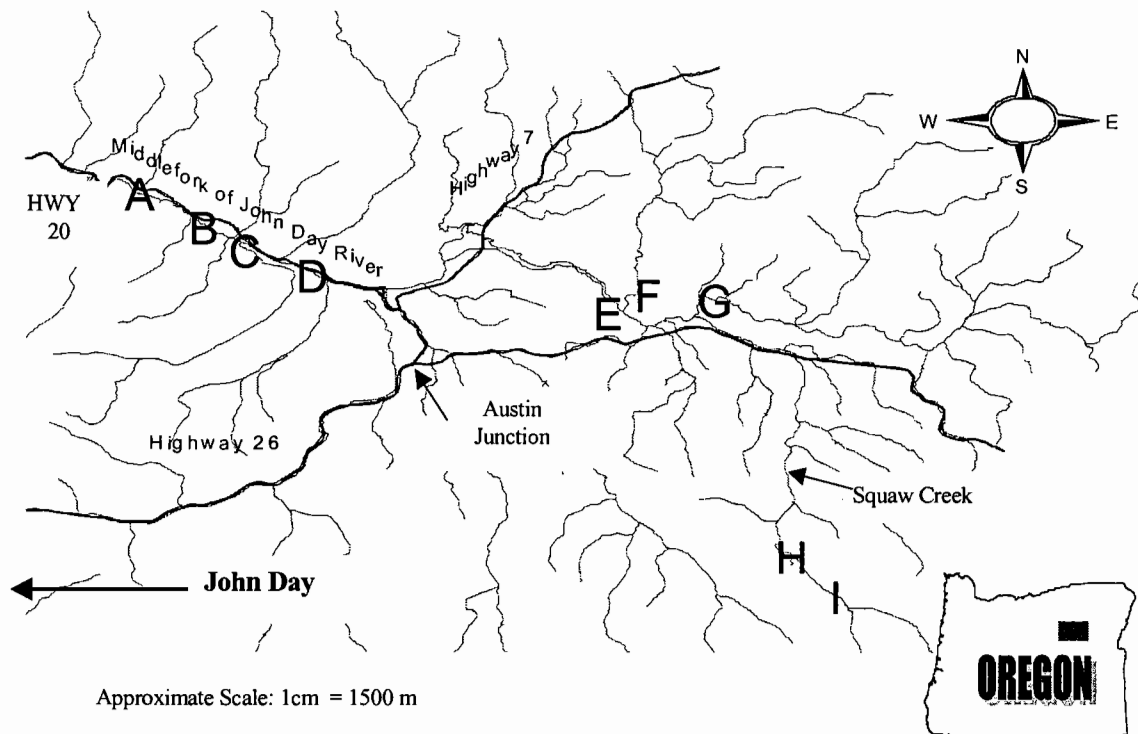 N
W E
S
Highway 7
Middlefork of John Day River
HWY
20
A
B
C
D
E
F
G
Austin
Junction
Highway 26
Squaw Creek
H
I
John Day
OREGON
Approximate Scale: 1cm = 1500 m